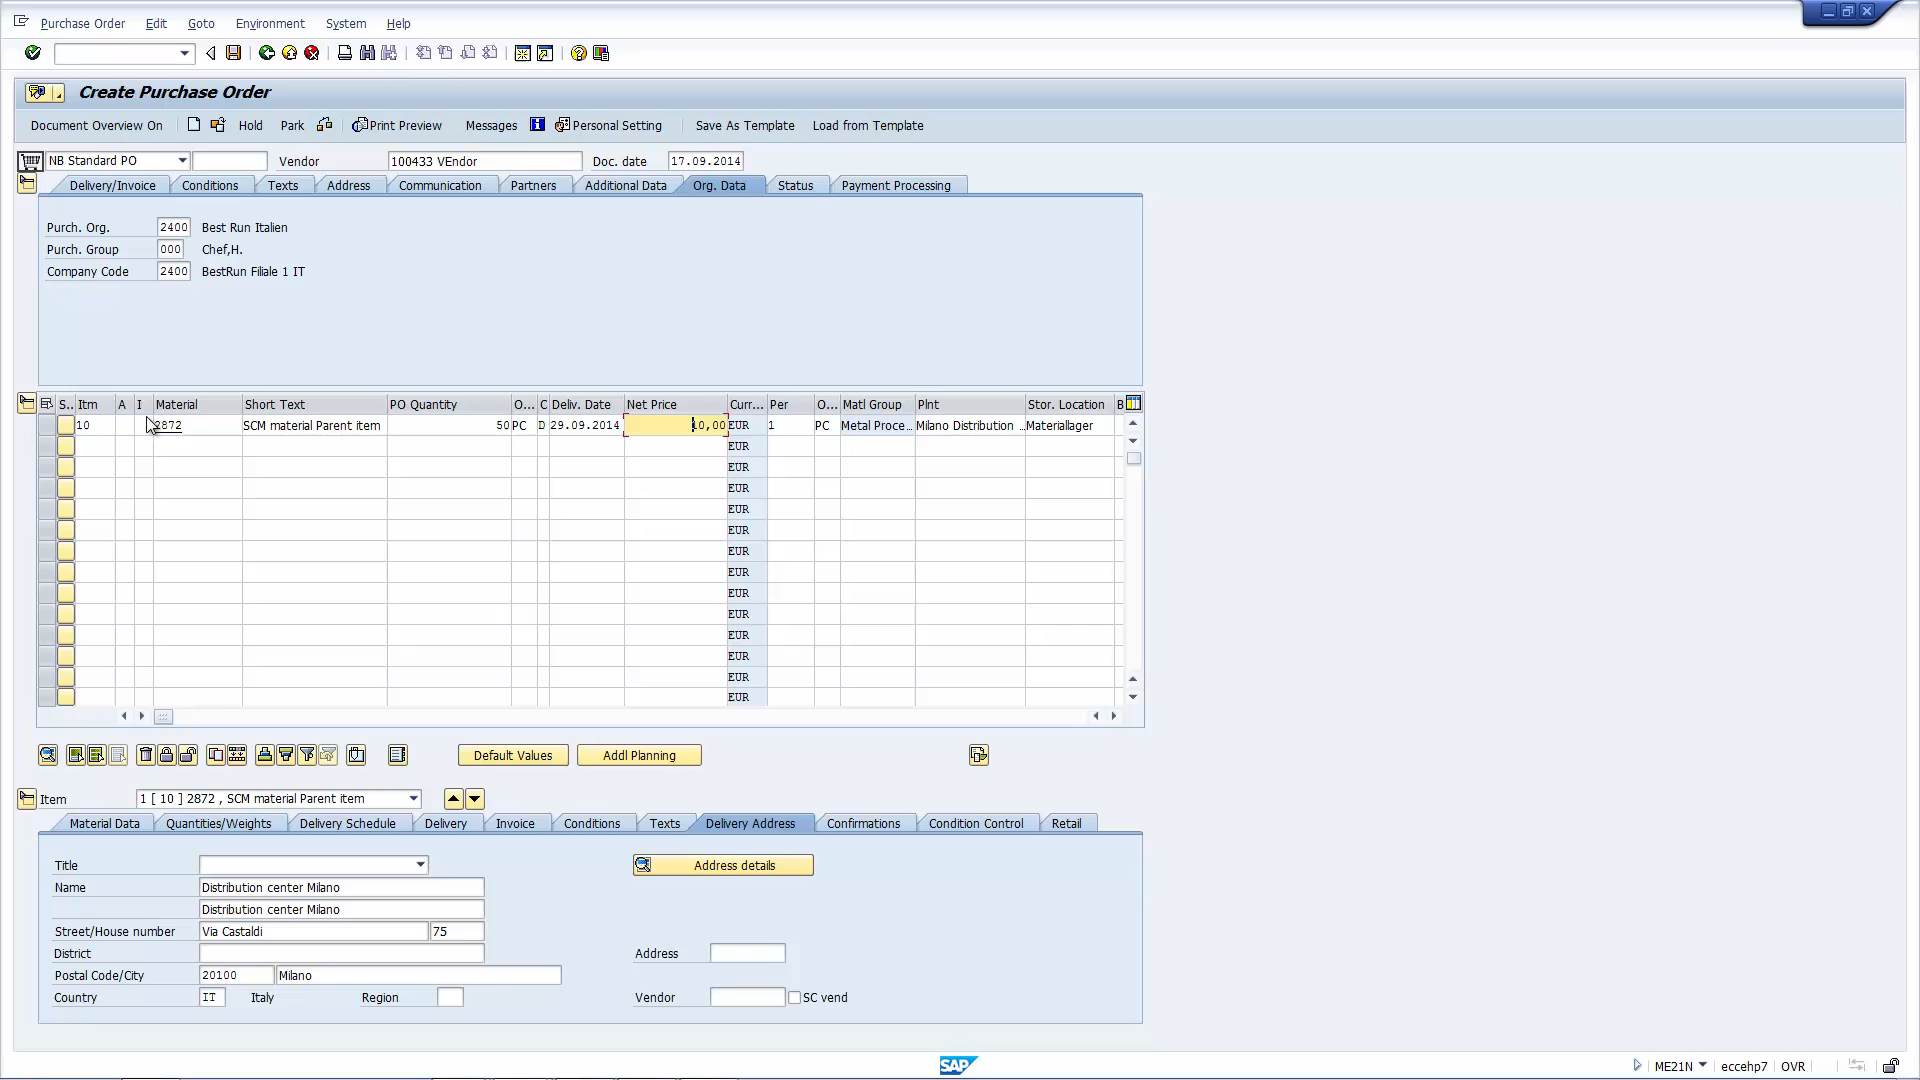 Purchase Order Edit Goto Environment System Help
Create Purchase Order
Document Overview On Hold Park Print Preview Messages Personal Setting Save As Template Load from Template
NB Standard PO Vendor 100433 VEndor Doc. date 17.09.2014
Delivery/Invoice Conditions Texts Address Communication Partners Additional Data Org. Data Status Payment Processing
Purch. Org. 2400 Best Run Italien
Purch. Group 000 Chef,H.
Company Code 2400 BestRun Filiale 1 IT
S.. Itm A I Material Short Text PO Quantity O... C Deliv. Date Net Price Curr... Per O... Matl Group Plnt Stor. Location B
10 2872 SCM material Parent item 50 PC D 29.09.2014 10,00 EUR 1 PC Metal Proce... Milano Distribution ... Materiallager
EUR
EUR
EUR
EUR
EUR
EUR
EUR
EUR
EUR
EUR
EUR
EUR
EUR
Default Values Addl Planning
Item 1 [ 10 ] 2872 , SCM material Parent item
Material Data Quantities/Weights Delivery Schedule Delivery Invoice Conditions Texts Delivery Address Confirmations Condition Control Retail
Title Address details
Name Distribution center Milano
Distribution center Milano
Street/House number Via Castaldi 75
District Address
Postal Code/City 20100 Milano
Country IT Italy Region Vendor SC vend
SAP ME21N eccehp7 OVR